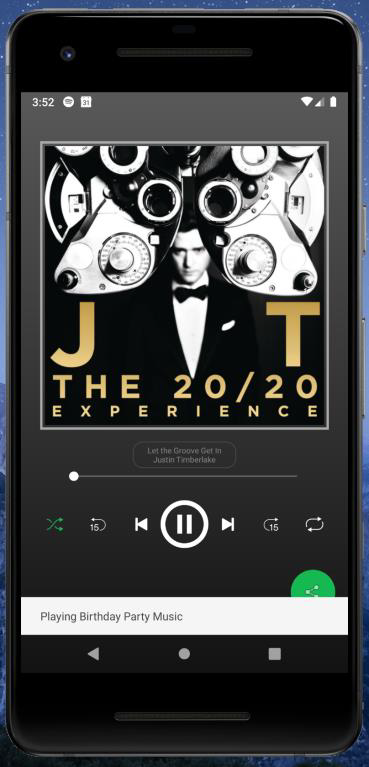 3:52
31
J T
THE 20/20
EXPERIENCE
Let the Groove Get In
Justin Timberlake
15 15
Playing Birthday Party Music